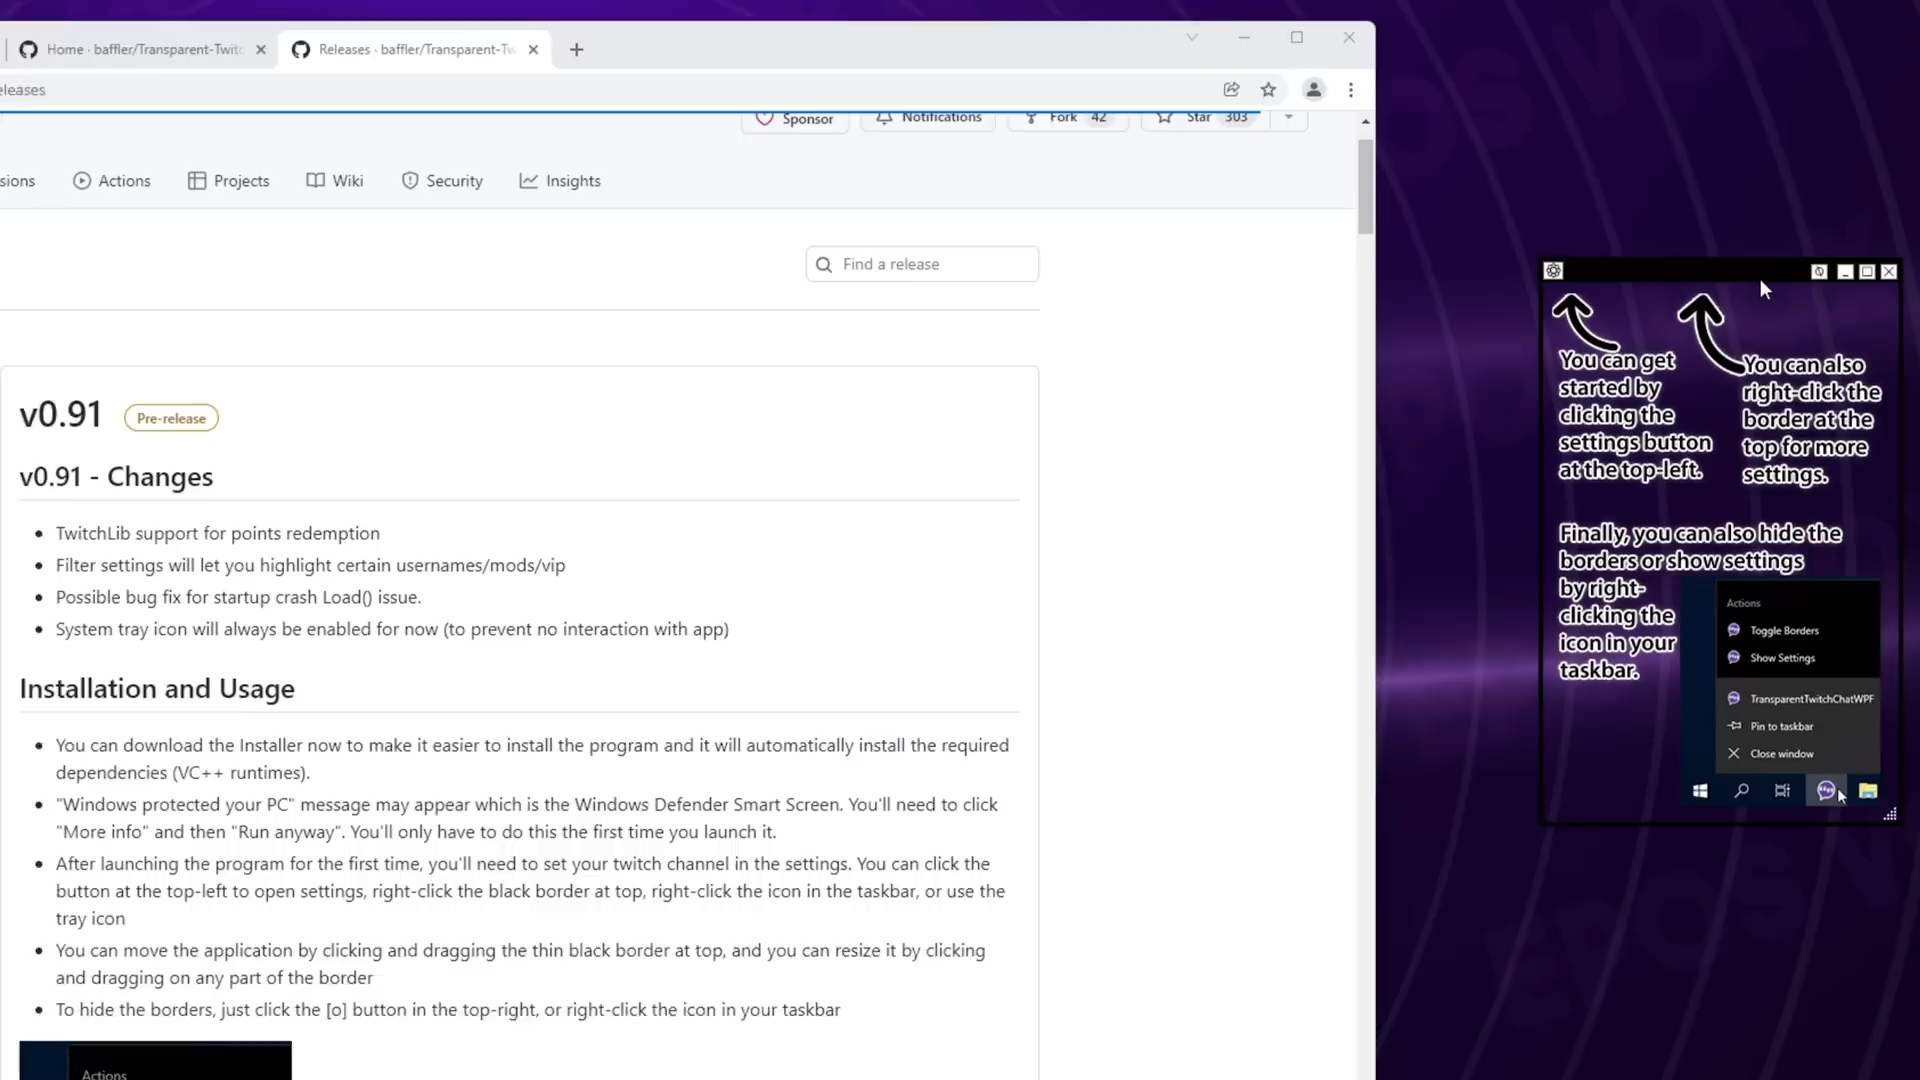 Home · baffler/Transparent-Twitc
Releases · baffler/Transparent-Tw
eleases
Sponsor
Notifications
Fork 42
Star 303
sions
Actions
Projects
Wiki
Security
Insights
Find a release
v0.91 Pre-release
v0.91 - Changes
TwitchLib support for points redemption
Filter settings will let you highlight certain usernames/mods/vip
Possible bug fix for startup crash Load() issue.
System tray icon will always be enabled for now (to prevent no interaction with app)
Installation and Usage
You can download the Installer now to make it easier to install the program and it will automatically install the required
dependencies (VC++ runtimes).
"Windows protected your PC" message may appear which is the Windows Defender Smart Screen. You'll need to click
"More info" and then "Run anyway". You'll only have to do this the first time you launch it.
After launching the program for the first time, you'll need to set your twitch channel in the settings. You can click the
button at the top-left to open settings, right-click the black border at top, right-click the icon in the taskbar, or use the
tray icon
You can move the application by clicking and dragging the thin black border at top, and you can resize it by clicking
and dragging on any part of the border
To hide the borders, just click the [o] button in the top-right, or right-click the icon in your taskbar
Actions
You can get
started by
clicking the
settings button
at the top-left.
You can also
right-click the
border at the
top for more
settings.
Finally, you can also hide the
borders or show settings
by right-
clicking the
icon in your
taskbar.
Actions
Toggle Borders
Show Settings
TransparentTwitchChatWPF
Pin to taskbar
Close window